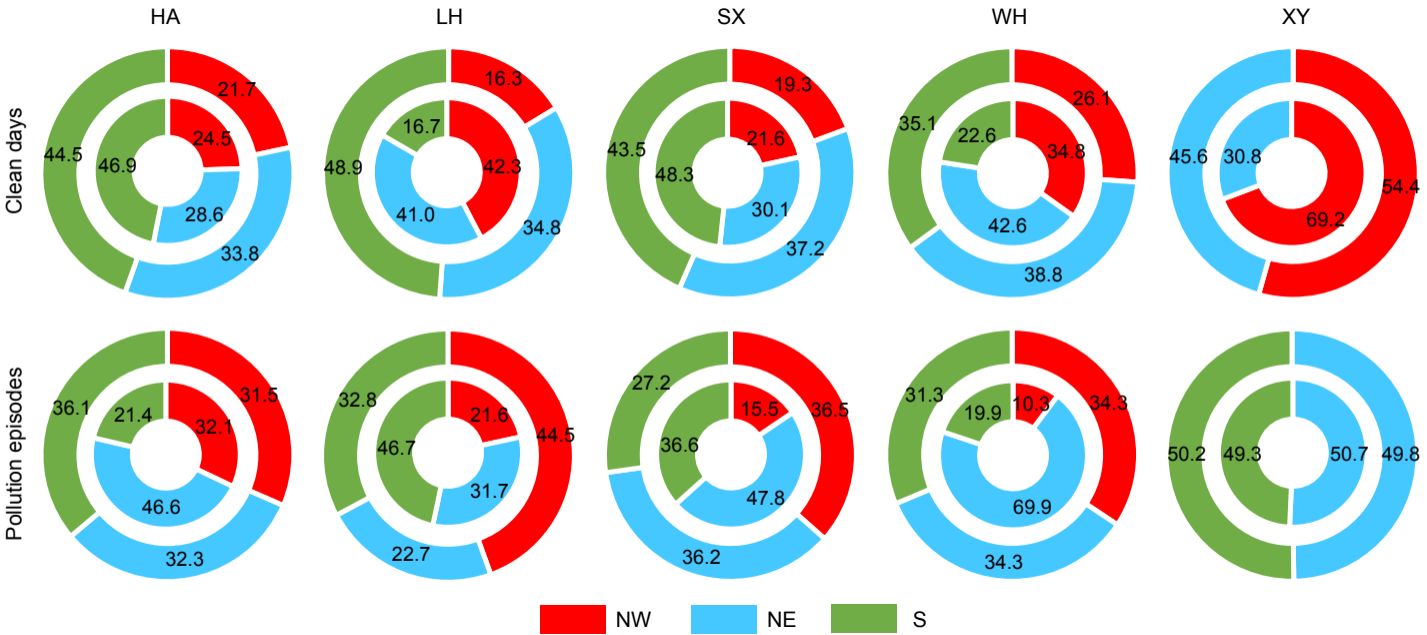 HA LH SX WH XY
Clean days
21.7 24.5 44.5 46.9 28.6 33.8
16.3 16.7 42.3 48.9 41.0 34.8
19.3 21.6 43.5 48.3 30.1 37.2
26.1 35.1 22.6 34.8 42.6 38.8
45.6 30.8 54.4 69.2
Pollution episodes
31.5 36.1 21.4 32.1 46.6 32.3
32.8 21.6 44.5 46.7 31.7 22.7
27.2 15.5 36.5 36.6 47.8 36.2
31.3 19.9 10.3 34.3 69.9 34.3
50.2 49.3 50.7 49.8
NW NE S